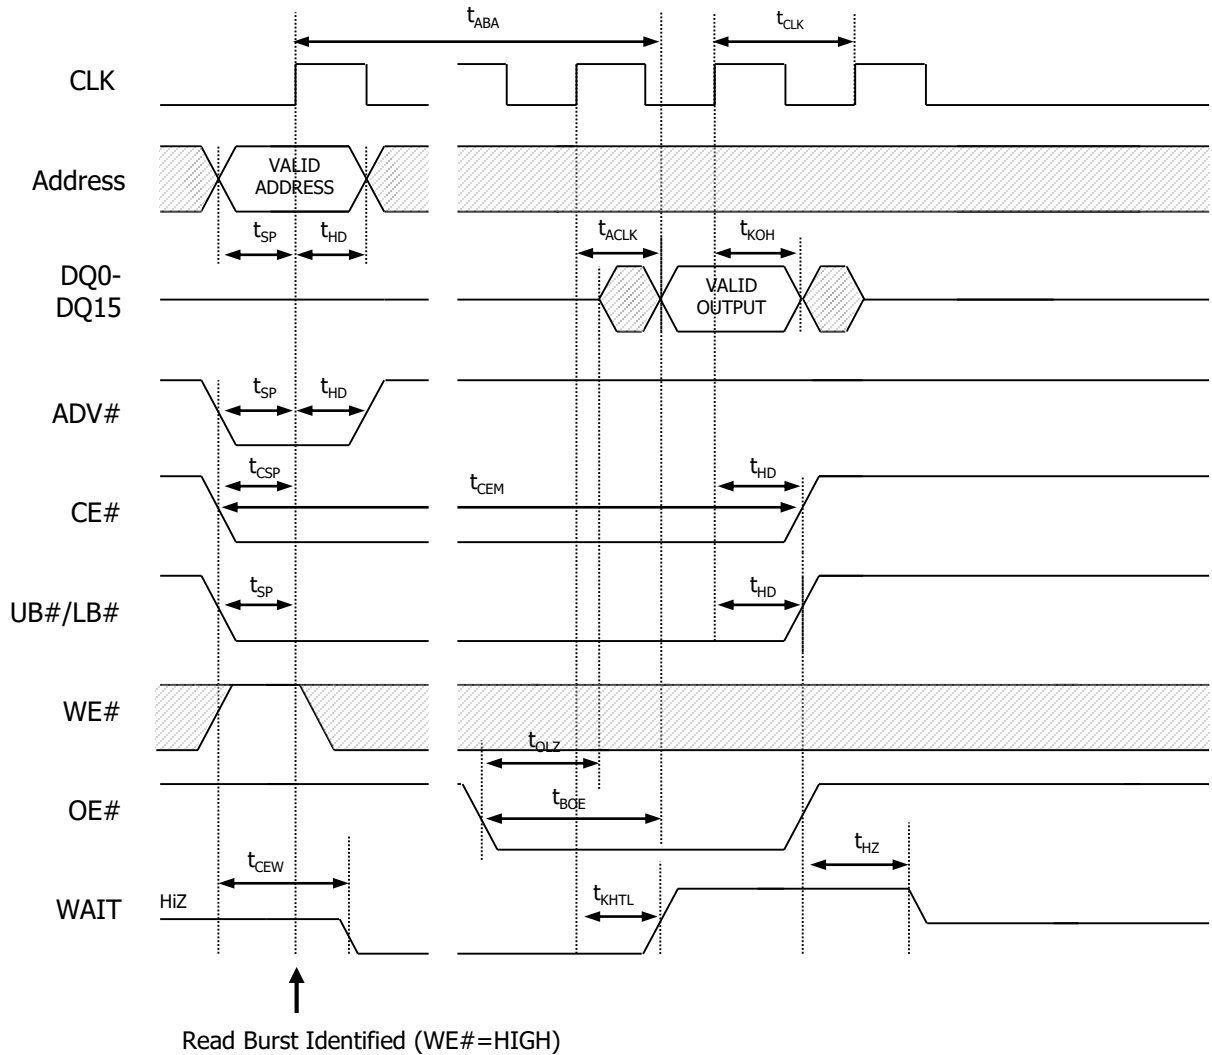 tABA
tCLK
CLK
VALID
ADDRESS
Address
tSP tHD
tACLK tKOH
DQ0-
DQ15
VALID
OUTPUT
tSP tHD
ADV#
tCSP tHD
tCEM
CE#
tSP tHD
UB#/LB#
WE#
tOLZ
OE#
tBOE
tHZ
tCEW
WAIT
HiZ
tKHTL
Read Burst Identified (WE#=HIGH)